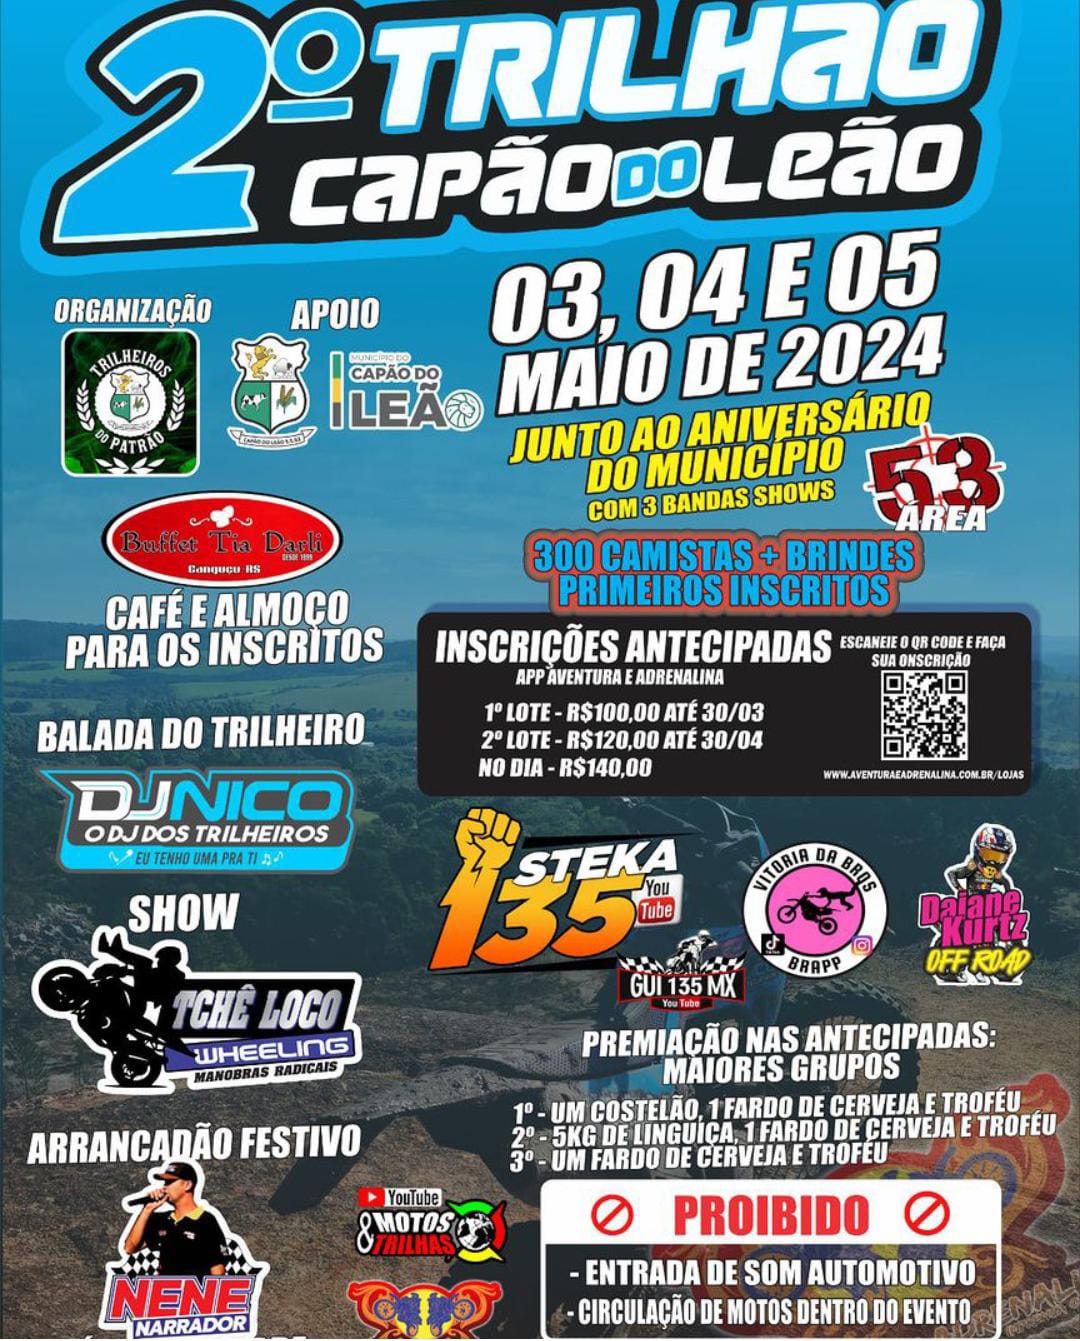 2º TRILHAO
CAPÃO DO LEÃO
03, 04 E 05
MAIO DE 2024
JUNTO AO ANIVERSÁRIO
DO MUNICÍPIO
COM 3 BANDAS SHOWS
53
ÁREA
ORGANIZAÇÃO
TRILHEIROS
DO PATRÃO
APOIO
MUNICÍPIO DO
CAPÃO DO
LEÃO
Buffet Tia Darli
DESDE 1999
Canguçu RS
CAFÉ E ALMOÇO
PARA OS INSCRITOS
300 CAMISTAS + BRINDES
PRIMEIROS INSCRITOS
INSCRIÇÕES ANTECIPADAS
APP AVENTURA E ADRENALINA
1º LOTE - R$100,00 ATÉ 30/03
2º LOTE - R$120,00 ATÉ 30/04
NO DIA - R$140,00
ESCANEIE O QR CODE E FAÇA
SUA ONSCRIÇÃO
WWW.AVENTURAEADRENALINA.COM.BR/LOJAS
BALADA DO TRILHEIRO
DJ NICO
O DJ DOS TRILHEIROS
EU TENHO UMA PRA TI
STEKA
135
You
Tube
VITORIA DA BROS
BRAPP
Daiane
Kurtz
OFF ROAD
GUI 135 MX
You Tube
SHOW
TCHÊ LOCO
WHEELING
MANOBRAS RADICAIS
PREMIAÇÃO NAS ANTECIPADAS:
MAIORES GRUPOS
1º - UM COSTELÃO, 1 FARDO DE CERVEJA E TROFÉU
2º - 5KG DE LINGUIÇA, 1 FARDO DE CERVEJA E TROFÉU
3º - UM FARDO DE CERVEJA E TROFÉU
ARRANCADÃO FESTIVO
NENE
NARRADOR
YouTube
MOTOS
&TRILHAS
PROIBIDO
- ENTRADA DE SOM AUTOMOTIVO
- CIRCULAÇÃO DE MOTOS DENTRO DO EVENTO